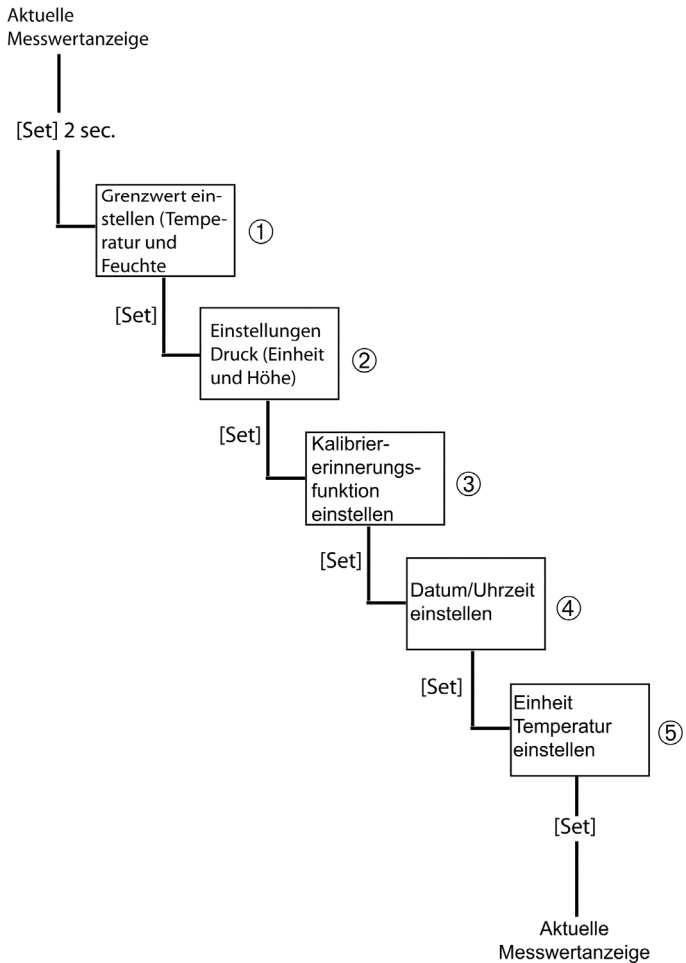 Aktuelle
Messwertanzeige
[Set] 2 sec.
Grenzwert ein-
stellen (Tempe-
ratur und
Feuchte
①
[Set]
Einstellungen
Druck (Einheit
und Höhe)
②
[Set]
Kalibrier-
erinnerungs-
funktion
einstellen
③
[Set]
Datum/Uhrzeit
einstellen
④
[Set]
Einheit
Temperatur
einstellen
⑤
[Set]
Aktuelle
Messwertanzeige